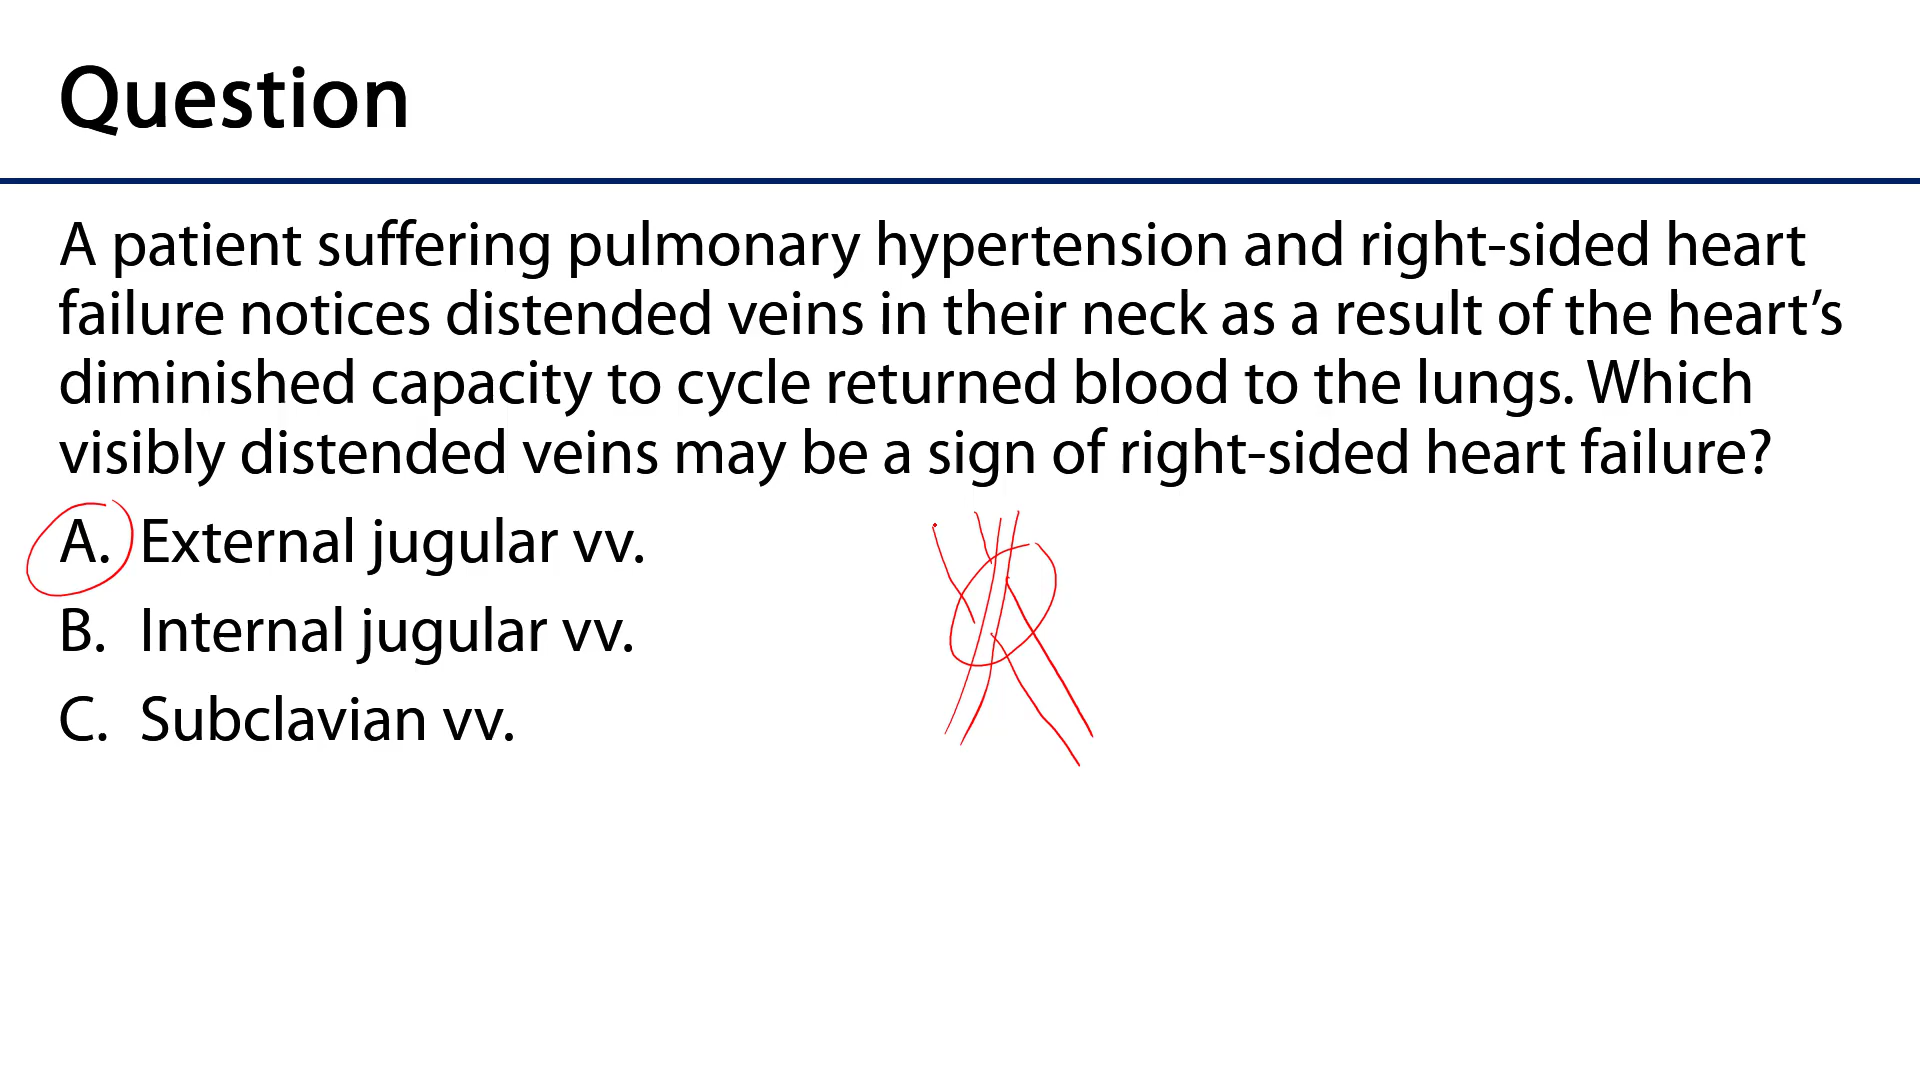 Question
A patient suffering pulmonary hypertension and right-sided heart
failure notices distended veins in their neck as a result of the heart’s
diminished capacity to cycle returned blood to the lungs. Which
visibly distended veins may be a sign of right-sided heart failure?
A. External jugular vv.
B. Internal jugular vv.
C. Subclavian vv.